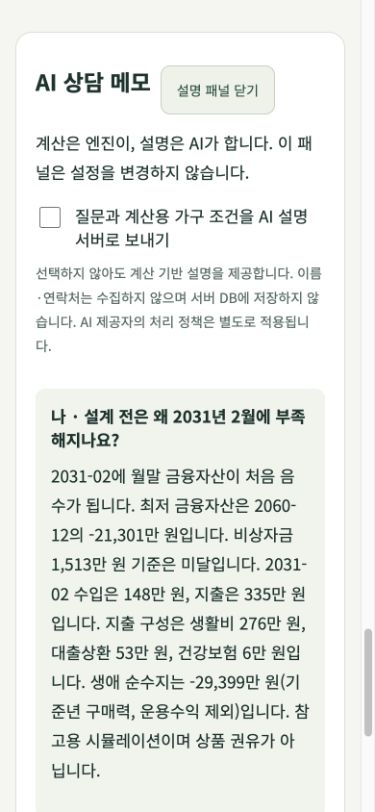 AI 상담 메모
설명 패널 닫기
계산은 엔진이, 설명은 AI가 합니다. 이 패
널은 설정을 변경하지 않습니다.
질문과 계산용 가구 조건을 AI 설명
서버로 보내기
선택하지 않아도 계산 기반 설명을 제공합니다. 이름
·연락처는 수집하지 않으며 서버 DB에 저장하지 않
습니다. AI 제공자의 처리 정책은 별도로 적용됩니
다.
나 · 설계 전은 왜 2031년 2월에 부족
해지나요?
2031-02에 월말 금융자산이 처음 음
수가 됩니다. 최저 금융자산은 2060-
12의 -21,301만 원입니다. 비상자금
1,513만 원 기준은 미달입니다. 2031-
02 수입은 148만 원, 지출은 335만 원
입니다. 지출 구성은 생활비 276만 원,
대출상환 53만 원, 건강보험 6만 원입
니다. 생애 순수지는 -29,399만 원(기
준년 구매력, 운용수익 제외)입니다. 참
고용 시뮬레이션이며 상품 권유가 아
닙니다.